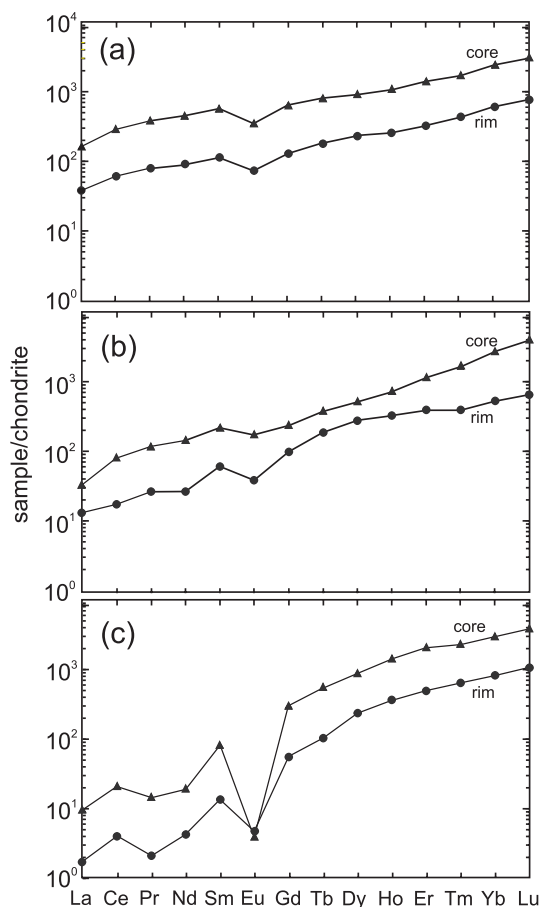 10⁴
(a)
core
10³
rim
10²
10¹
10⁰
(b)
core
10³
rim
10²
10¹
10⁰
sample/chondrite
(c)
core
10³
rim
10²
10¹
10⁰
La Ce Pr Nd Sm Eu Gd Tb Dy Ho Er Tm Yb Lu